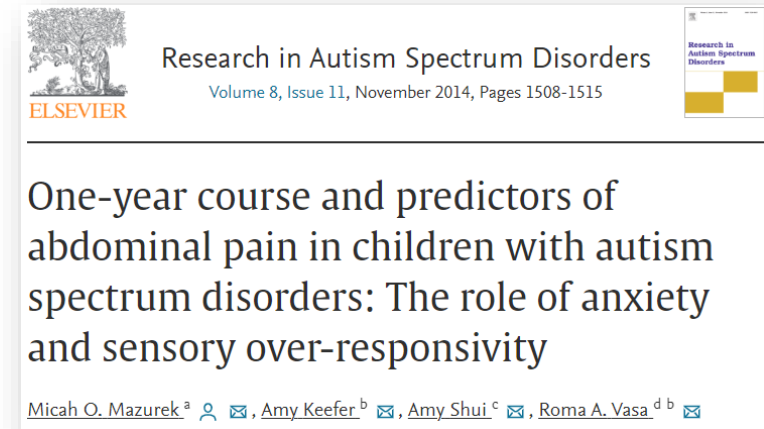 Research in Autism Spectrum Disorders
Volume 8, Issue 11, November 2014, Pages 1508-1515
ELSEVIER
Research in
Autism Spectrum
Disorders
One-year course and predictors of
abdominal pain in children with autism
spectrum disorders: The role of anxiety
and sensory over-responsivity
Micah O. Mazurek a, Amy Keefer b, Amy Shui c, Roma A. Vasa d b